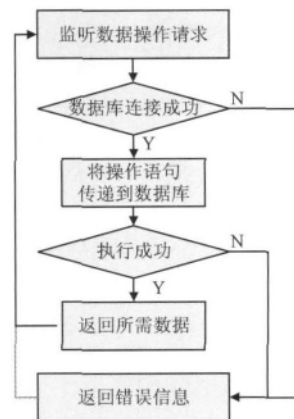 监听数据操作请求
数据库连接成功
N
Y
将操作语句
传递到数据库
执行成功
N
Y
返回所需数据
返回错误信息